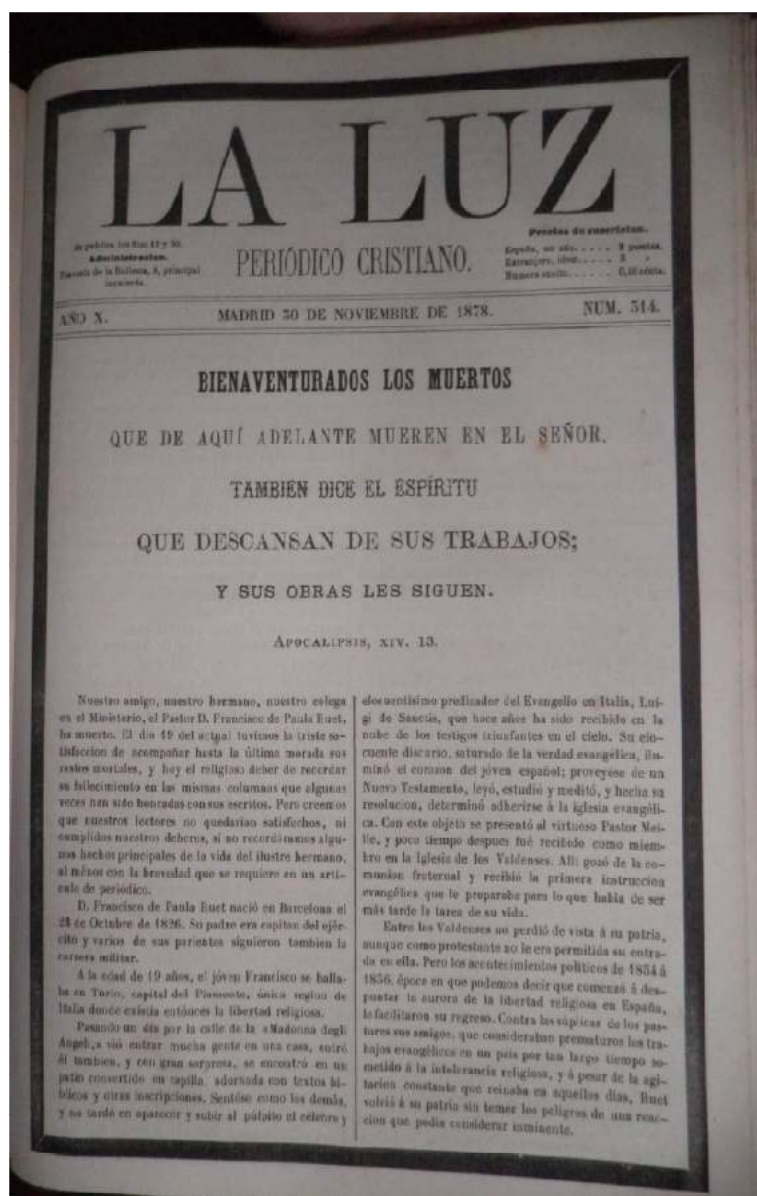 LA LUZ
Se publica los dias 15 y 30.
Administracion.
Travesía de la Ballesta, 8, principal
izquierda.
PERIÓDICO CRISTIANO.
Precios de suscricion.
España, un año..... 9 pesetas.
Extranjero, idem.....
Número suelto......
AÑO X.
MADRID 30 DE NOVIEMBRE DE 1878.
NUM. 314.
BIENAVENTURADOS LOS MUERTOS
QUE DE AQUÍ ADELANTE MUEREN EN EL SEÑOR.
TAMBIEN DICE EL ESPÍRITU
QUE DESCANSAN DE SUS TRABAJOS;
Y SUS OBRAS LES SIGUEN.
APOCALIPSIS, XIV. 13.
Nuestro amigo, nuestro hermano, nuestro colega
en el Ministerio, el Pastor D. Francisco de Paula Ruet,
ha muerto. El dia 19 del actual tuvimos la triste sa-
tisfaccion de acompañar hasta la última morada sus
restos mortales, y hoy el religioso deber de recordar
su fallecimiento en las mismas columnas que algunas
veces han sido honradas con sus escritos. Pero creemos
que nuestros lectores no quedarian satisfechos, ni
cumplidos nuestros deberes, si no recordáramos algu-
nos hechos principales de la vida del ilustre hermano,
al ménos con la brevedad que se requiere en un artí-
culo de periódico.
D. Francisco de Paula Ruet nació en Barcelona el
28 de Octubre de 1826. Su padre era capitan del ejér-
cito y varios de sus parientes siguieron tambien la
carrera militar.
A la edad de 19 años, el jóven Francisco se halla-
ba en Turin, capital del Piamonte, única region de
Italia donde existia entónces la libertad religiosa.
Pasando un dia por la calle de la «Madonna degli
Angeli,» vió entrar mucha gente en una casa, entró
él tambien, y con gran sorpresa, se encontró en un
patio convertido en capilla, adornada con textos bí-
blicos y otras inscripciones. Sentóse como los demás,
y no tardó en aparecer y subir al púlpito el célebre y
elocuentísimo predicador del Evangelio en Italia, Lui-
gi de Sanctis, que hace años ha sido recibido en la
nube de los testigos triunfantes en el cielo. Su elo-
cuente discurso, saturado de la verdad evangélica, ilu-
minó el corazon del jóven español; proveyóse de un
Nuevo Testamento, leyó, estudió y meditó, y hecha su
resolucion, determinó adherirse á la iglesia evangéli-
ca. Con este objeto se presentó al virtuoso Pastor Mei-
lle, y poco tiempo despues fué recibido como miem-
bro en la Iglesia de los Valdenses. Allí gozó de la co-
munion fraternal y recibió la primera instruccion
evangélica que le preparaba para lo que habia de ser
más tarde la tarea de su vida.
Entre los Valdenses no perdió de vista á su patria,
aunque como protestante no le era permitida su entra-
da en ella. Pero los acontecimientos políticos de 1854 á
1856, época en que podemos decir que comenzó á des-
puntar la aurora de la libertad religiosa en España,
le facilitaron su regreso. Contra las súplicas de los pas-
tores sus amigos, que consideraban prematuros los tra-
bajos evangélicos en un país por tan largo tiempo so-
metido á la intolerancia religiosa, y á pesar de la agi-
tacion constante que reinaba en aquellos dias, Ruet
volvió á su patria sin temer los peligros de una reac-
cion que podia considerar inminente.